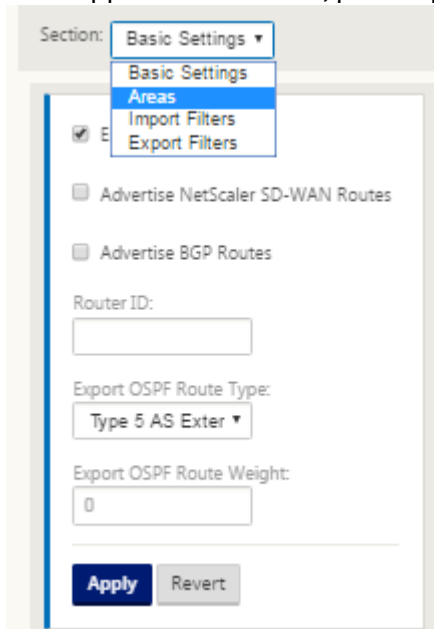 Section: Basic Settings
Basic Settings
Areas
Import Filters
Export Filters
E
Advertise NetScaler SD-WAN Routes
Advertise BGP Routes
Router ID:
Export OSPF Route Type:
Type 5 AS Exter
Export OSPF Route Weight:
0
Apply Revert